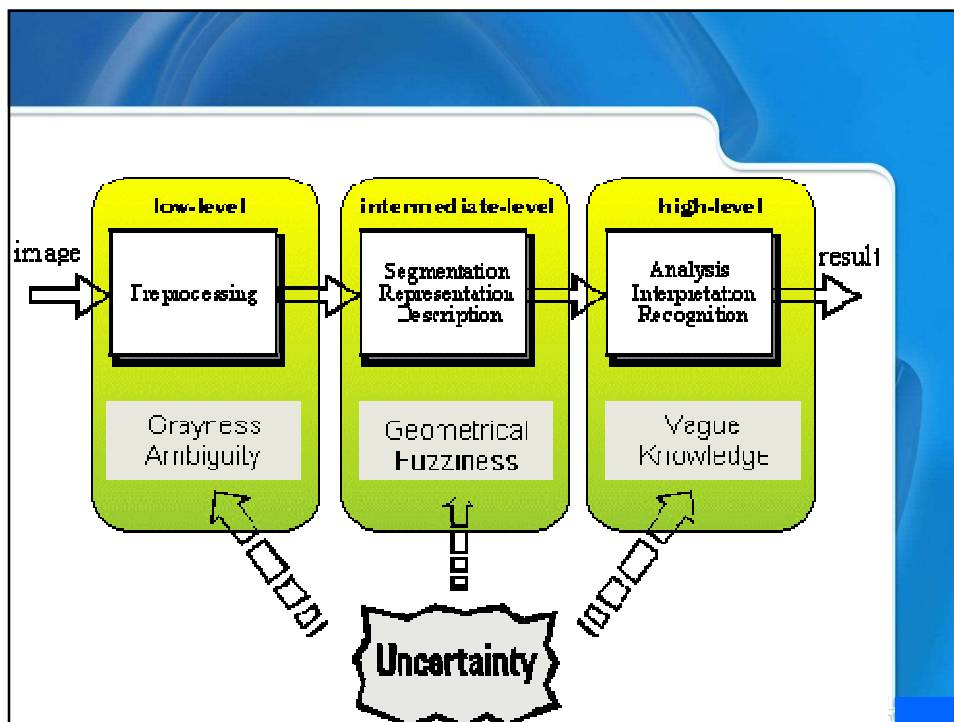 low-level
intermediate-level
high-level
image
Preprocessing
Segmentation
Representation
Description
Analysis
Interpretation
Recognition
result
Grayness
Ambiguity
Geometrical
Fuzziness
Vague
Knowledge
Uncertainty